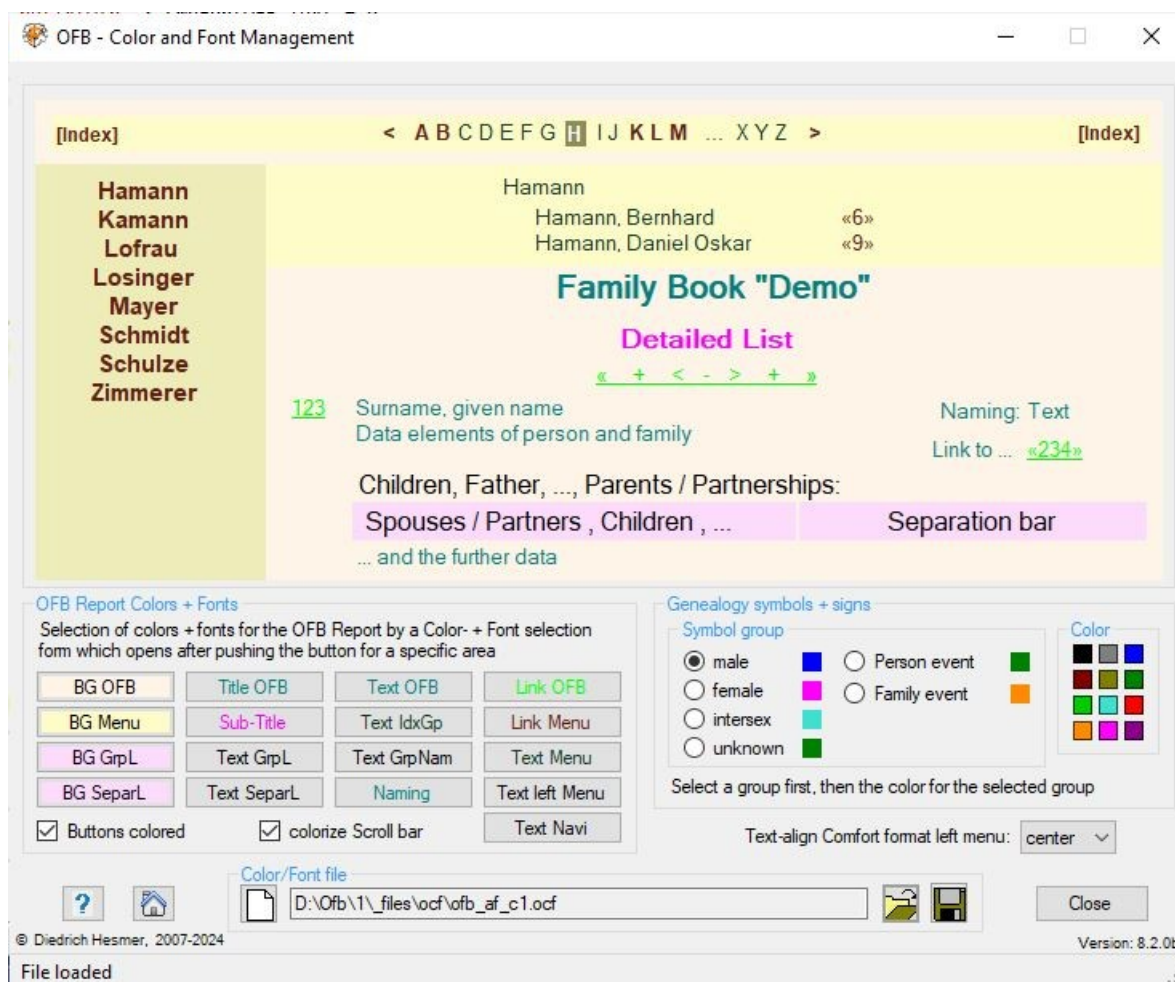 OFB - Color and Font Management
[Index] < A B C D E F G H I J K L M ... X Y Z > [Index]
Hamann
Kamann
Lofrau
Losinger
Mayer
Schmidt
Schulze
Zimmerer
Hamann
Hamann, Bernhard «6»
Hamann, Daniel Oskar «9»
Family Book "Demo"
Detailed List
« + < - > + »
123 Surname, given name Naming: Text
Data elements of person and family
Link to ... «234»
Children, Father, ..., Parents / Partnerships:
Spouses / Partners , Children , ... Separation bar
... and the further data
OFB Report Colors + Fonts
Selection of colors + fonts for the OFB Report by a Color- + Font selection
form which opens after pushing the button for a specific area
BG OFB Title OFB Text OFB Link OFB
BG Menu Sub-Title Text IdxGp Link Menu
BG GrpL Text GrpL Text GrpNam Text Menu
BG SeparL Text SeparL Naming Text left Menu
Buttons colored colorize Scroll bar Text Navi
Genealogy symbols + signs
Symbol group Color
male Person event
female Family event
intersex
unknown
Select a group first, then the color for the selected group
Text-align Comfort format left menu: center
Color/Font file
? D:\Ofb\1\_files\ocf\ofb_af_c1.ocf Close
© Diedrich Hesmer, 2007-2024 Version: 8.2.0b
File loaded